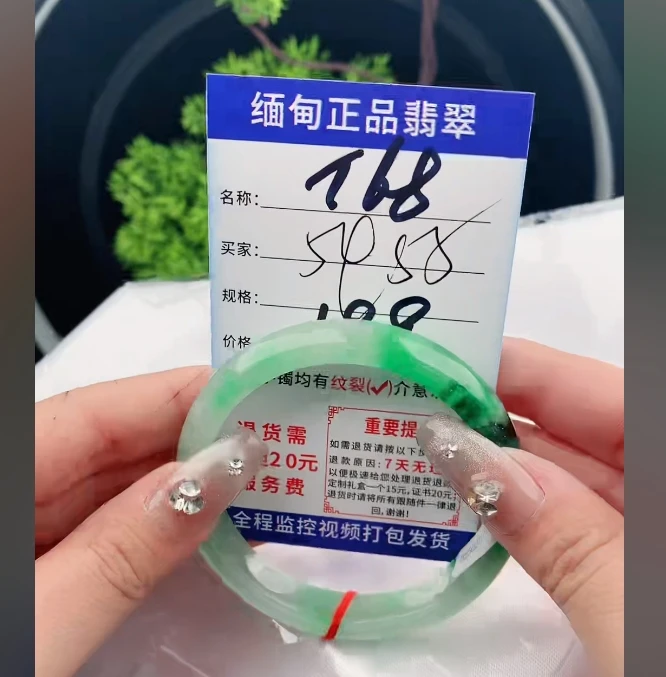 缅甸正品翡翠
名称: T68
买家: 5958
规格: 198
价格
镯均有纹裂(✓)介意
退货需
20元
服务费
重要提
如需退货请按以下
退款原因:7天无
以便极速给您处理退货退
定制礼盒一个15元,证书20元;
退货时请将所有跟随件一律退
回,谢谢!
全程监控视频打包发货